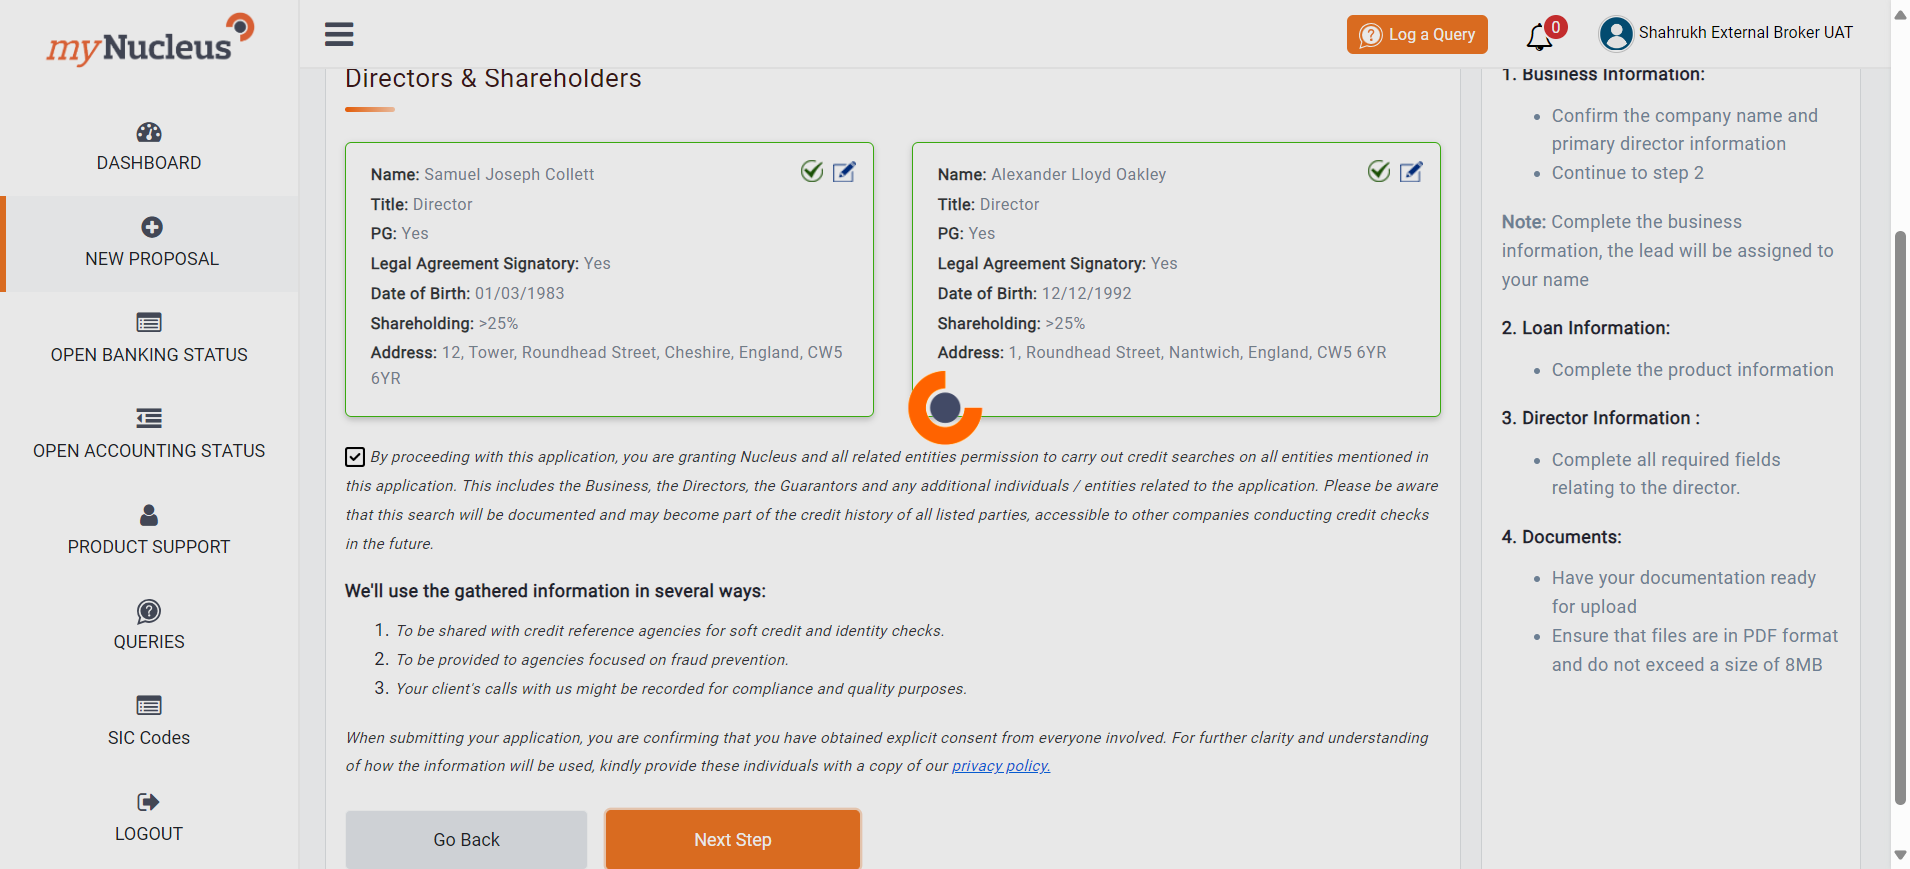 myNucleus
Log a Query
0
Shahrukh External Broker UAT
DASHBOARD
NEW PROPOSAL
OPEN BANKING STATUS
OPEN ACCOUNTING STATUS
PRODUCT SUPPORT
QUERIES
SIC Codes
LOGOUT
Directors & Shareholders
Name: Samuel Joseph Collett
Title: Director
PG: Yes
Legal Agreement Signatory: Yes
Date of Birth: 01/03/1983
Shareholding: >25%
Address: 12, Tower, Roundhead Street, Cheshire, England, CW5
6YR
Name: Alexander Lloyd Oakley
Title: Director
PG: Yes
Legal Agreement Signatory: Yes
Date of Birth: 12/12/1992
Shareholding: >25%
Address: 1, Roundhead Street, Nantwich, England, CW5 6YR
By proceeding with this application, you are granting Nucleus and all related entities permission to carry out credit searches on all entities mentioned in
this application. This includes the Business, the Directors, the Guarantors and any additional individuals / entities related to the application. Please be aware
that this search will be documented and may become part of the credit history of all listed parties, accessible to other companies conducting credit checks
in the future.
We'll use the gathered information in several ways:
1. To be shared with credit reference agencies for soft credit and identity checks.
2. To be provided to agencies focused on fraud prevention.
3. Your client's calls with us might be recorded for compliance and quality purposes.
When submitting your application, you are confirming that you have obtained explicit consent from everyone involved. For further clarity and understanding
of how the information will be used, kindly provide these individuals with a copy of our privacy policy.
Go Back
Next Step
1. Business Information:
• Confirm the company name and
primary director information
• Continue to step 2
Note: Complete the business
information, the lead will be assigned to
your name
2. Loan Information:
• Complete the product information
3. Director Information :
• Complete all required fields
relating to the director.
4. Documents:
• Have your documentation ready
for upload
• Ensure that files are in PDF format
and do not exceed a size of 8MB